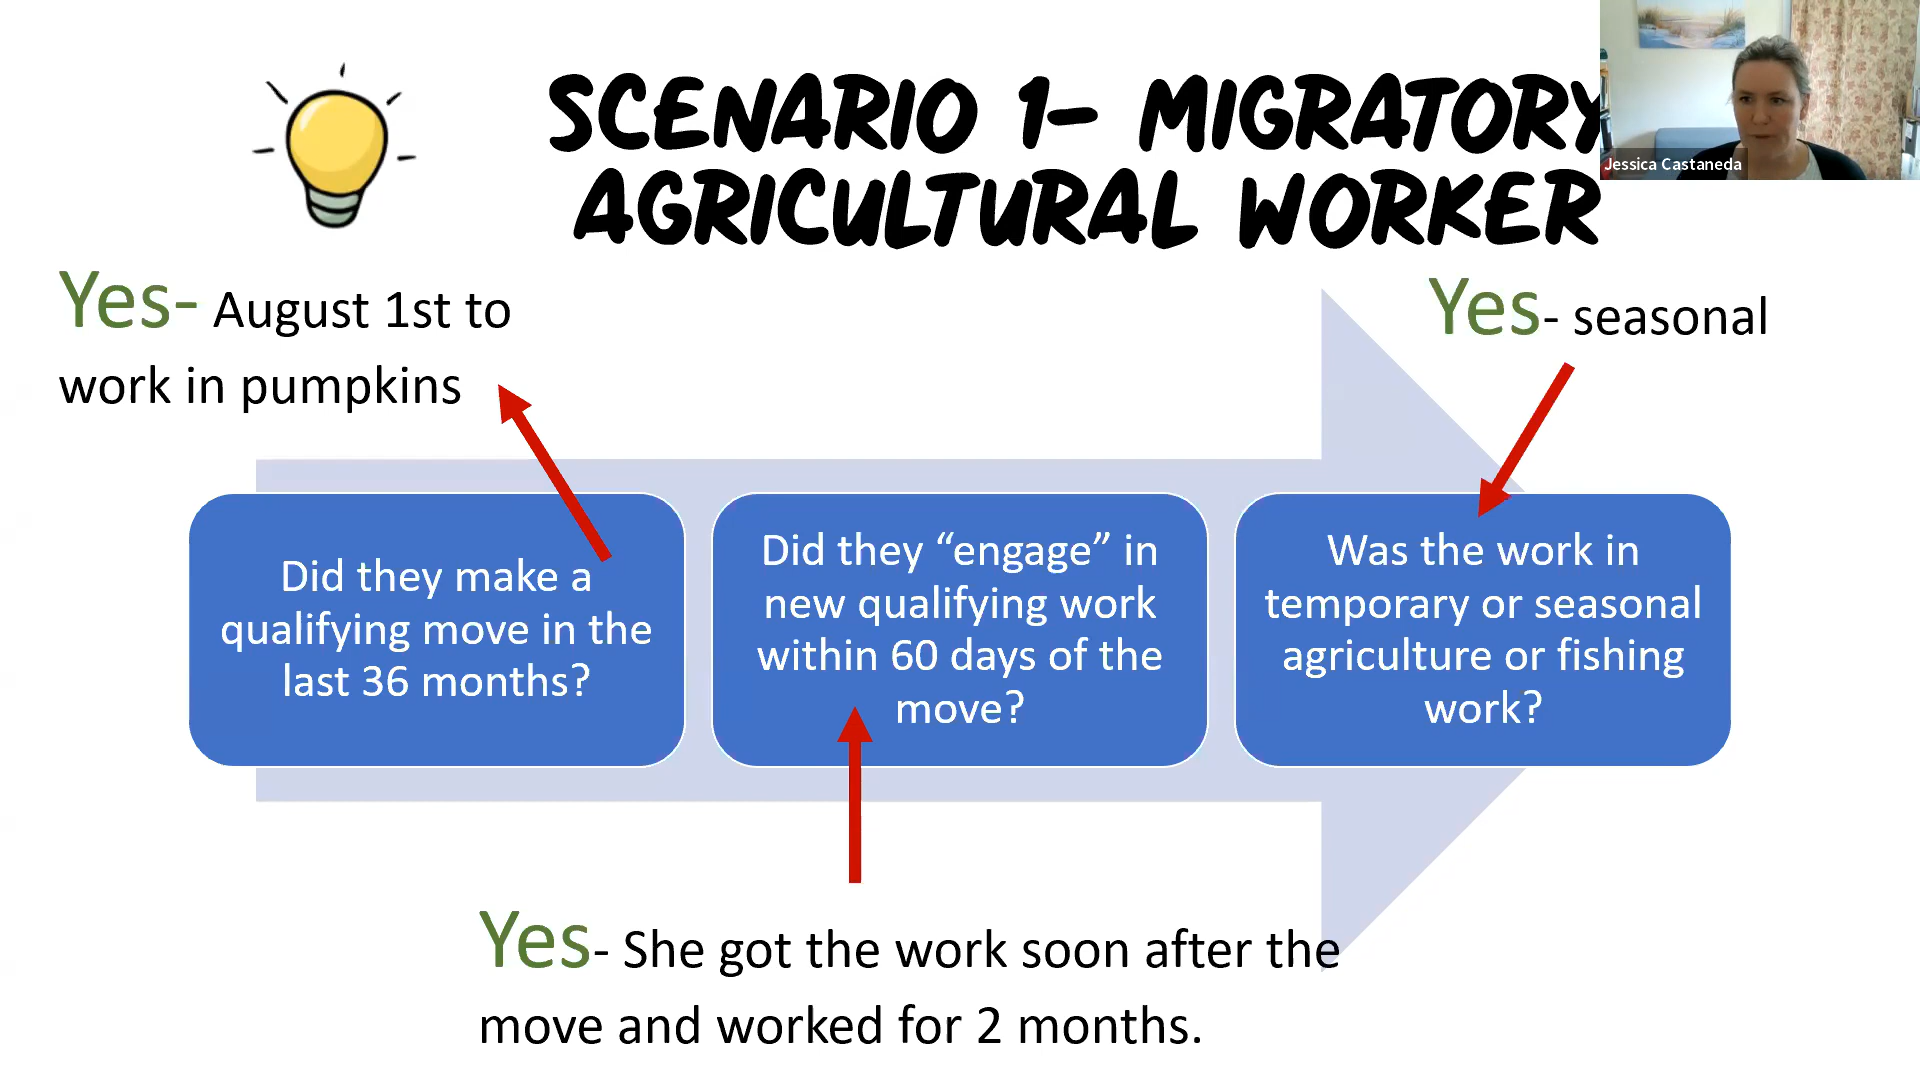 SCENARIO 1- MIGRATORY
AGRICULTURAL WORKER
Jessica Castaneda
Yes- August 1st to
work in pumpkins
Yes- seasonal
Did they make a
qualifying move in the
last 36 months?
Did they “engage” in
new qualifying work
within 60 days of the
move?
Was the work in
temporary or seasonal
agriculture or fishing
work?
Yes- She got the work soon after the
move and worked for 2 months.